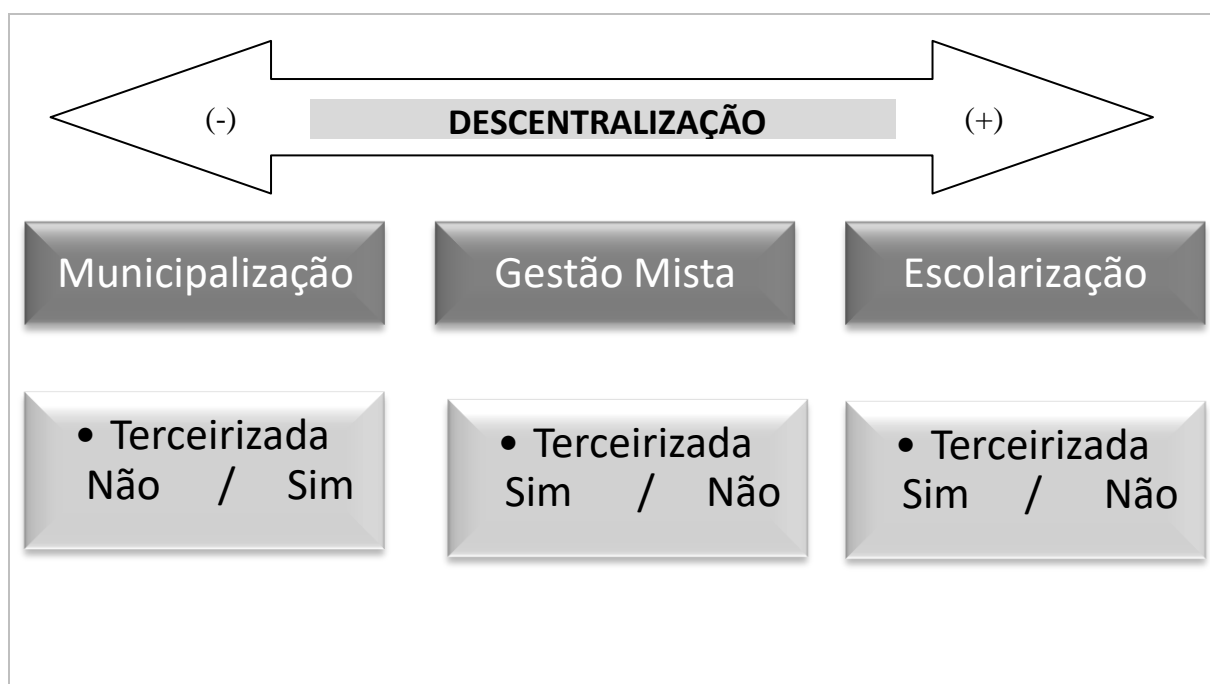 (-) DESCENTRALIZAÇÃO (+)
Municipalização
Gestão Mista
Escolarização
• Terceirizada
Não / Sim
• Terceirizada
Sim / Não
• Terceirizada
Sim / Não